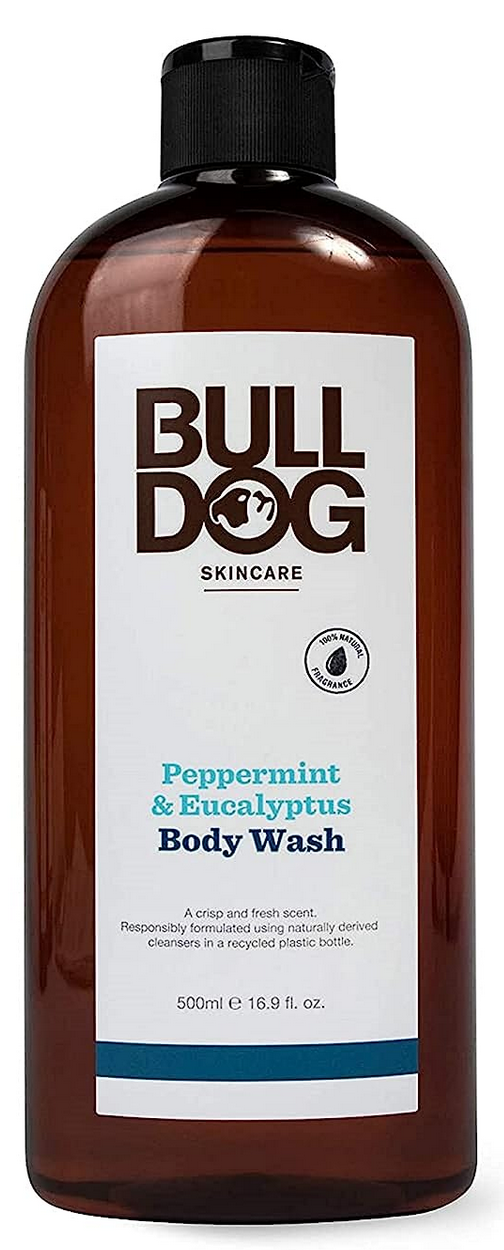 BULL
DOG
SKINCARE
100% NATURAL
FRAGRANCE
Peppermint
& Eucalyptus
Body Wash
A crisp and fresh scent.
Responsibly formulated using naturally derived
cleansers in a recycled plastic bottle.
500ml ℮ 16.9 fl. oz.